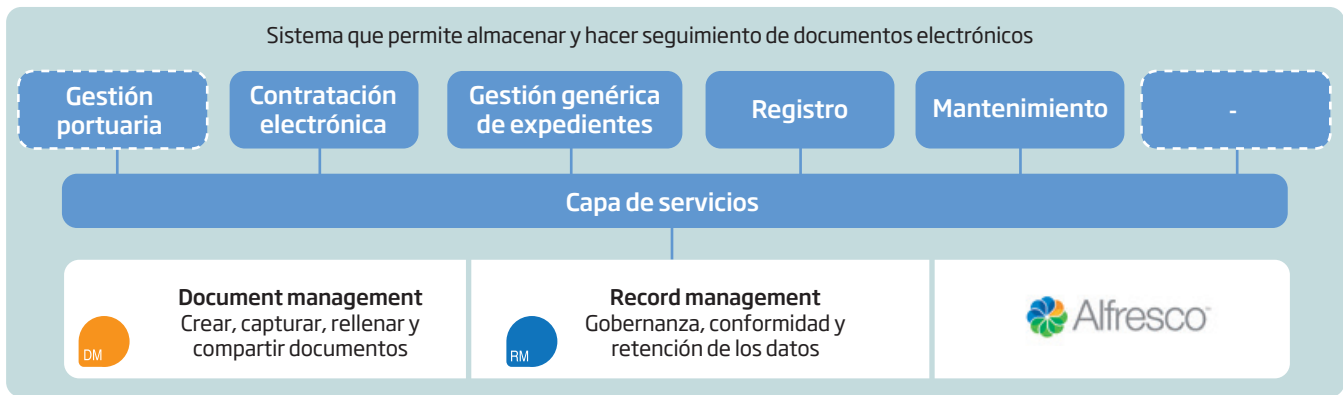 Sistema que permite almacenar y hacer seguimiento de documentos electrónicos
Gestión
portuaria
Contratación
electrónica
Gestión genérica
de expedientes
Registro
Mantenimiento
-
Capa de servicios
DM
Document management
Crear, capturar, rellenar y
compartir documentos
RM
Record management
Gobernanza, conformidad y
retención de los datos
Alfresco™